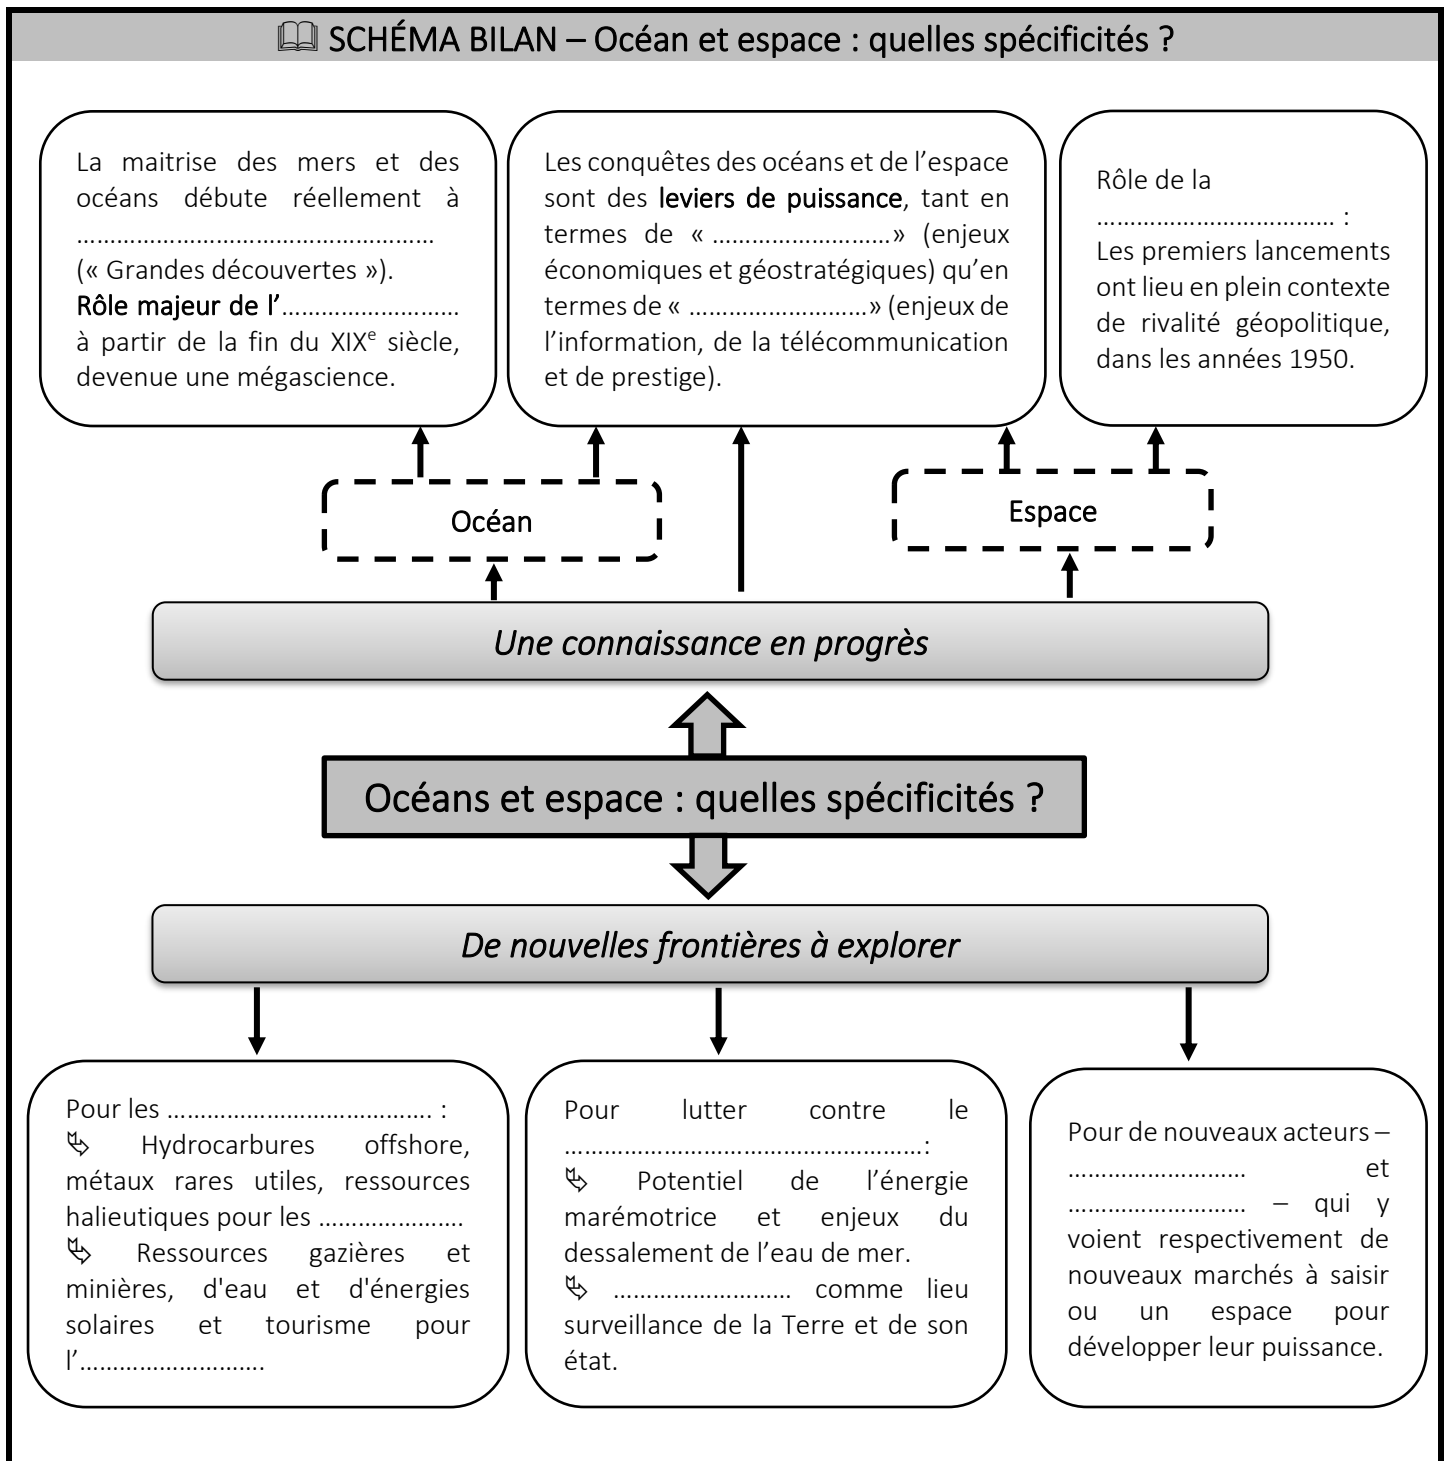 SCHÉMA BILAN – Océan et espace : quelles spécificités ?
La maitrise des mers et des
océans débute réellement à
………………………………………………
(« Grandes découvertes »).
Rôle majeur de l’………………………
à partir de la fin du XIXe siècle,
devenue une mégascience.
Les conquêtes des océans et de l’espace
sont des leviers de puissance, tant en
termes de « ………………………» (enjeux
économiques et géostratégiques) qu’en
termes de « ………………………» (enjeux de
l’information, de la télécommunication
et de prestige).
Rôle de la
……………………………… :
Les premiers lancements
ont lieu en plein contexte
de rivalité géopolitique,
dans les années 1950.
Océan
Espace
Une connaissance en progrès
Océans et espace : quelles spécificités ?
De nouvelles frontières à explorer
Pour les …………………………………. :
Hydrocarbures offshore,
métaux rares utiles, ressources
halieutiques pour les ………………….
Ressources gazières et
minières, d'eau et d'énergies
solaires et tourisme pour
l’……………………….
Pour lutter contre le
………………………………………………:
Potentiel de l’énergie
marémotrice et enjeux du
dessalement de l’eau de mer.
……………………… comme lieu
surveillance de la Terre et de son
état.
Pour de nouveaux acteurs –
……………………… et
……………………… – qui y
voient respectivement de
nouveaux marchés à saisir
ou un espace pour
développer leur puissance.